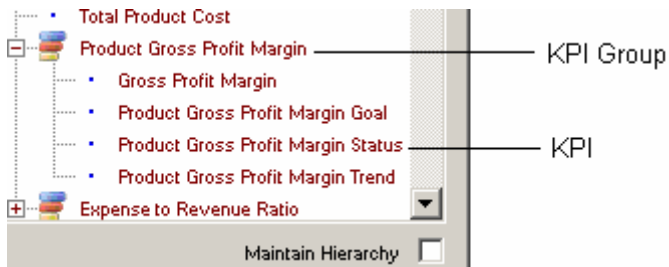 Total Product Cost
Product Gross Profit Margin
KPI Group
Gross Profit Margin
Product Gross Profit Margin Goal
Product Gross Profit Margin Status
KPI
Product Gross Profit Margin Trend
Expense to Revenue Ratio
Maintain Hierarchy